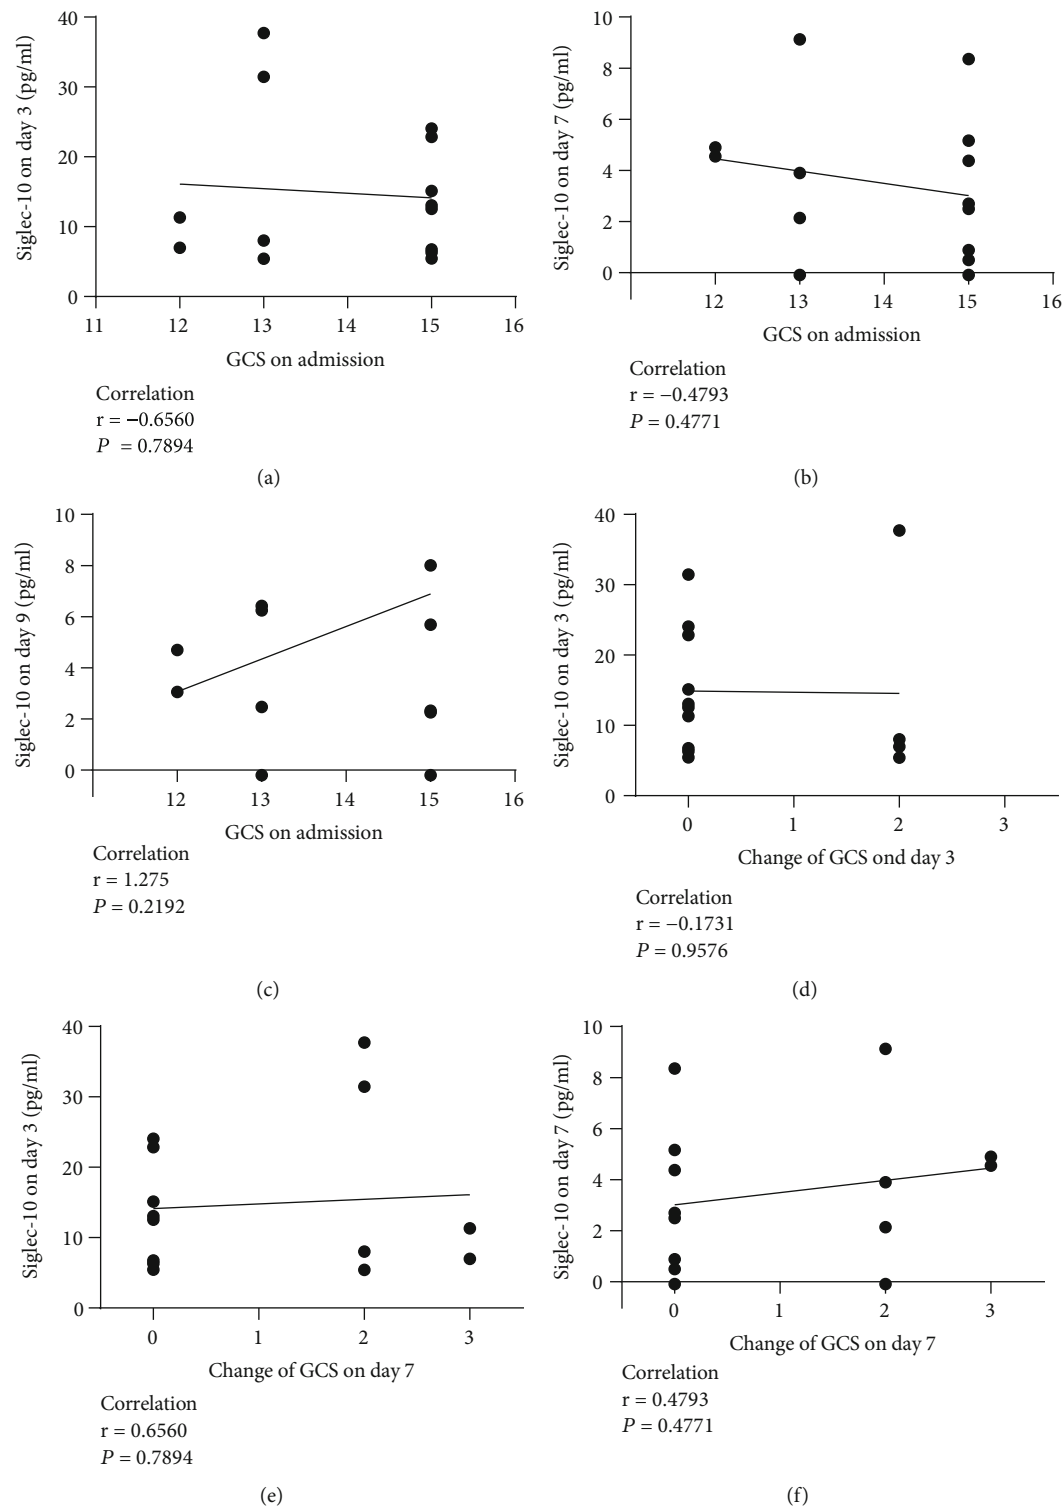 40
30
20
10
0
Siglec-10 on day 3 (pg/ml)
11 12 13 14 15 16
GCS on admission
Correlation
r = −0.6560
P = 0.7894
(a)
10
8
6
4
2
0
Siglec-10 on day 7 (pg/ml)
12 13 14 15 16
GCS on admission
Correlation
r = −0.4793
P = 0.4771
(b)
10
8
6
4
2
0
Siglec-10 on day 9 (pg/ml)
12 13 14 15 16
GCS on admission
Correlation
r = 1.275
P = 0.2192
(c)
40
30
20
10
0
Siglec-10 on day 3 (pg/ml)
0 1 2 3
Change of GCS ond day 3
Correlation
r = −0.1731
P = 0.9576
(d)
40
30
20
10
0
Siglec-10 on day 3 (pg/ml)
0 1 2 3
Change of GCS on day 7
Correlation
r = 0.6560
P = 0.7894
(e)
10
8
6
4
2
0
Siglec-10 on day 7 (pg/ml)
0 1 2 3
Change of GCS on day 7
Correlation
r = 0.4793
P = 0.4771
(f)